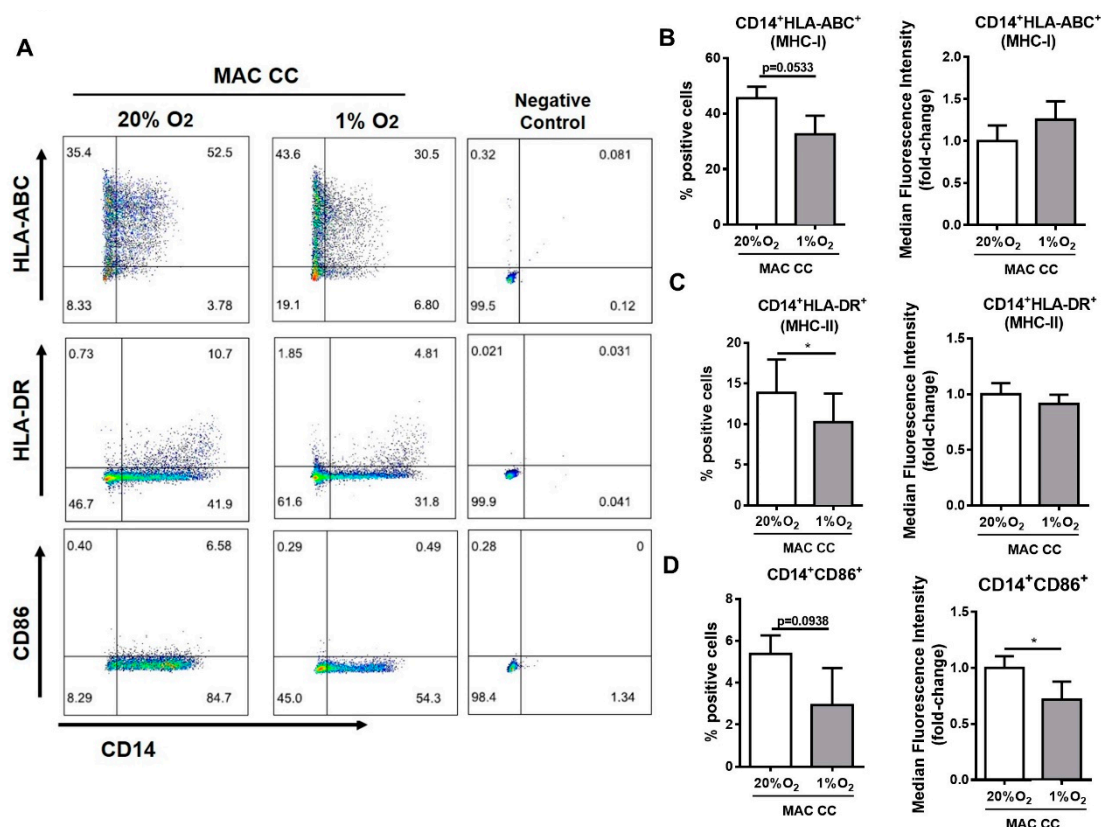 A
MAC CC
20% O2
1% O2
Negative
Control
HLA-ABC
35.4 52.5
8.33 3.78
43.6 30.5
19.1 6.80
0.32 0.081
99.5 0.12
HLA-DR
0.73 10.7
46.7 41.9
1.85 4.81
61.6 31.8
0.021 0.031
99.9 0.041
CD86
0.40 6.58
8.29 84.7
0.29 0.49
45.0 54.3
0.28 0
98.4 1.34
CD14
B
CD14⁺HLA-ABC⁺
(MHC-I)
% positive cells
60
40
20
0
p=0.0533
20%O₂ 1%O₂
MAC CC
CD14⁺HLA-ABC⁺
(MHC-I)
Median Fluorescence Intensity
(fold-change)
2.0
1.5
1.0
0.5
0.0
20%O₂ 1%O₂
MAC CC
C
CD14⁺HLA-DR⁺
(MHC-II)
% positive cells
20
15
10
5
0
*
20%O₂ 1%O₂
MAC CC
CD14⁺HLA-DR⁺
(MHC-II)
Median Fluorescence Intensity
(fold-change)
1.5
1.0
0.5
0.0
20%O₂ 1%O₂
MAC CC
D
CD14⁺CD86⁺
% positive cells
8
6
4
2
0
p=0.0938
20%O₂ 1%O₂
MAC CC
CD14⁺CD86⁺
Median Fluorescence Intensity
(fold-change)
1.5
1.0
0.5
0.0
*
20%O₂ 1%O₂
MAC CC